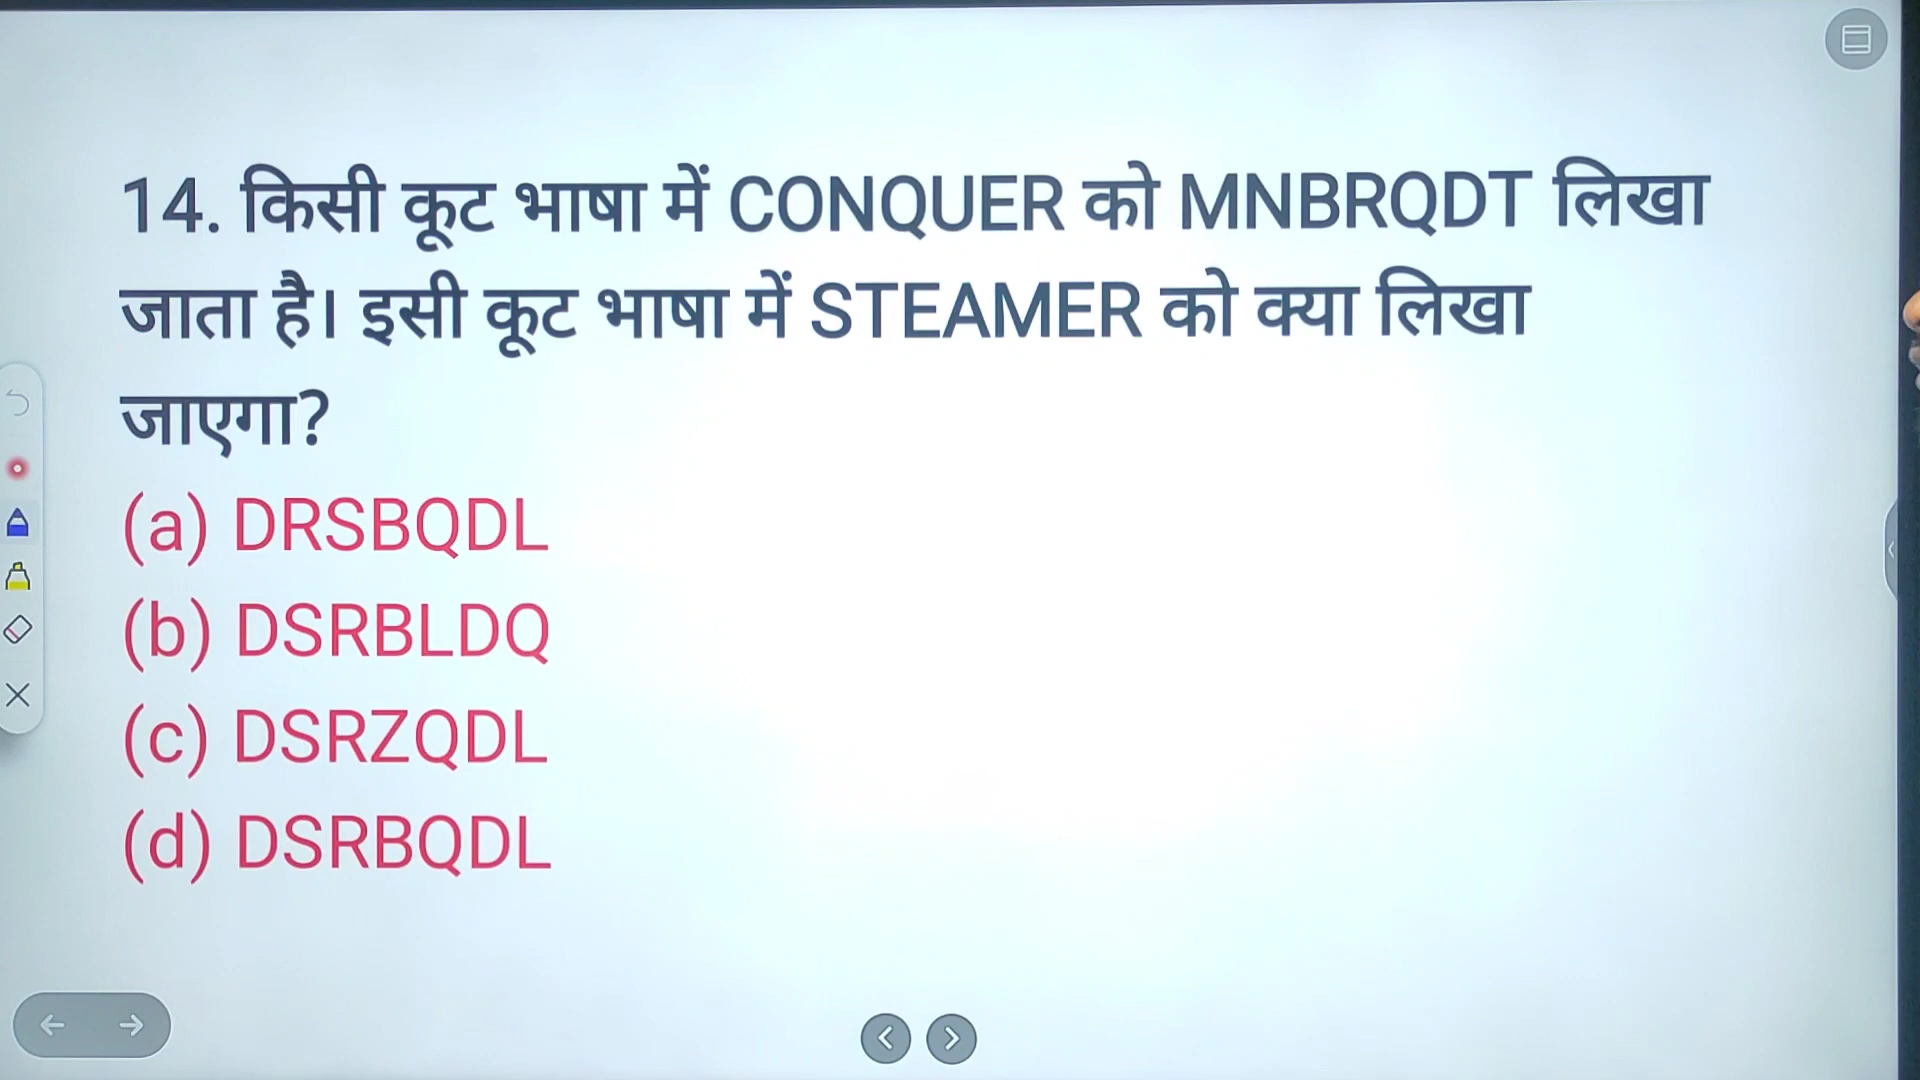 14. किसी कूट भाषा में CONQUER को MNBRQDT लिखा
जाता है। इसी कूट भाषा में STEAMER को क्या लिखा
जाएगा?
(a) DRSBQDL
(b) DSRBLDQ
(c) DSRZQDL
(d) DSRBQDL